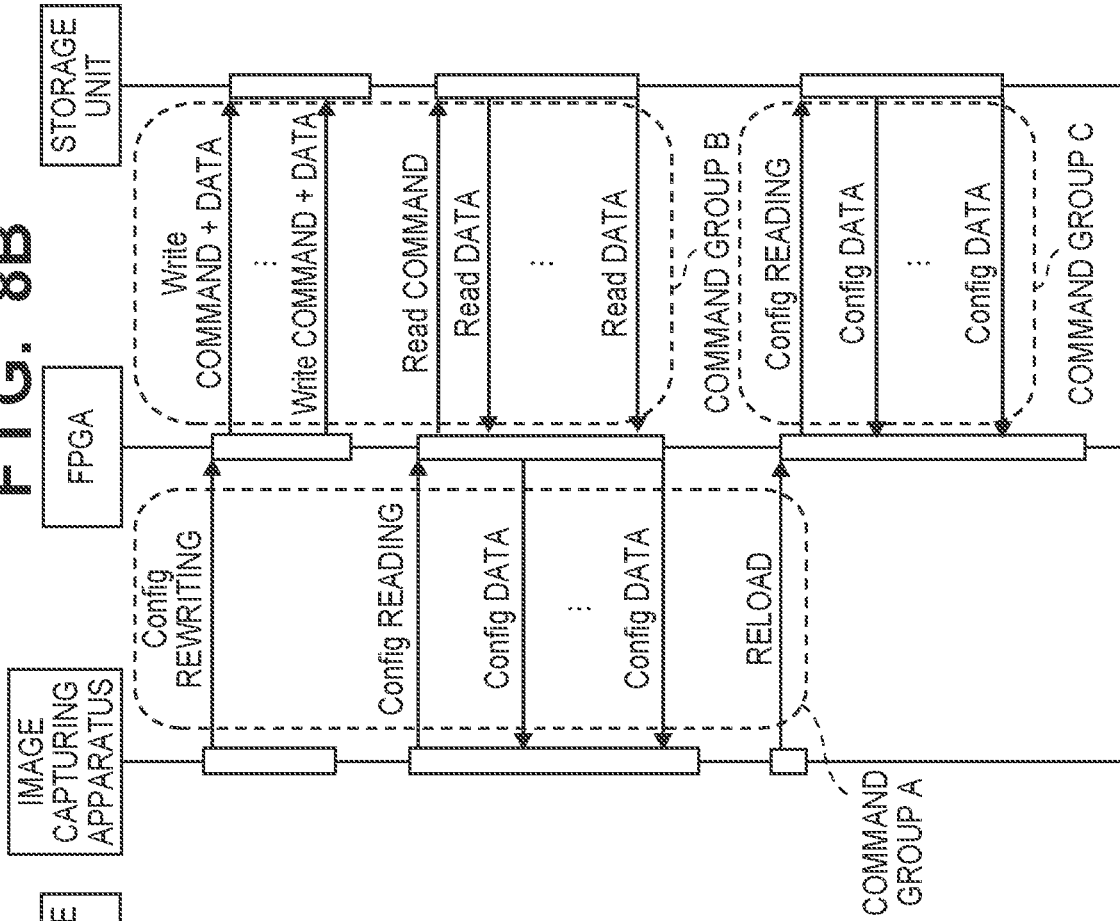 FIG. 8B
IMAGE
CAPTURING
APPARATUS
FPGA
STORAGE
UNIT
Config
REWRITING
Write
COMMAND + DATA
⋮
Write COMMAND + DATA
Config READING
Read COMMAND
Read DATA
Config DATA
⋮
⋮
Config DATA
Read DATA
COMMAND GROUP B
RELOAD
Config READING
Config DATA
COMMAND
GROUP A
⋮
Config DATA
COMMAND GROUP C